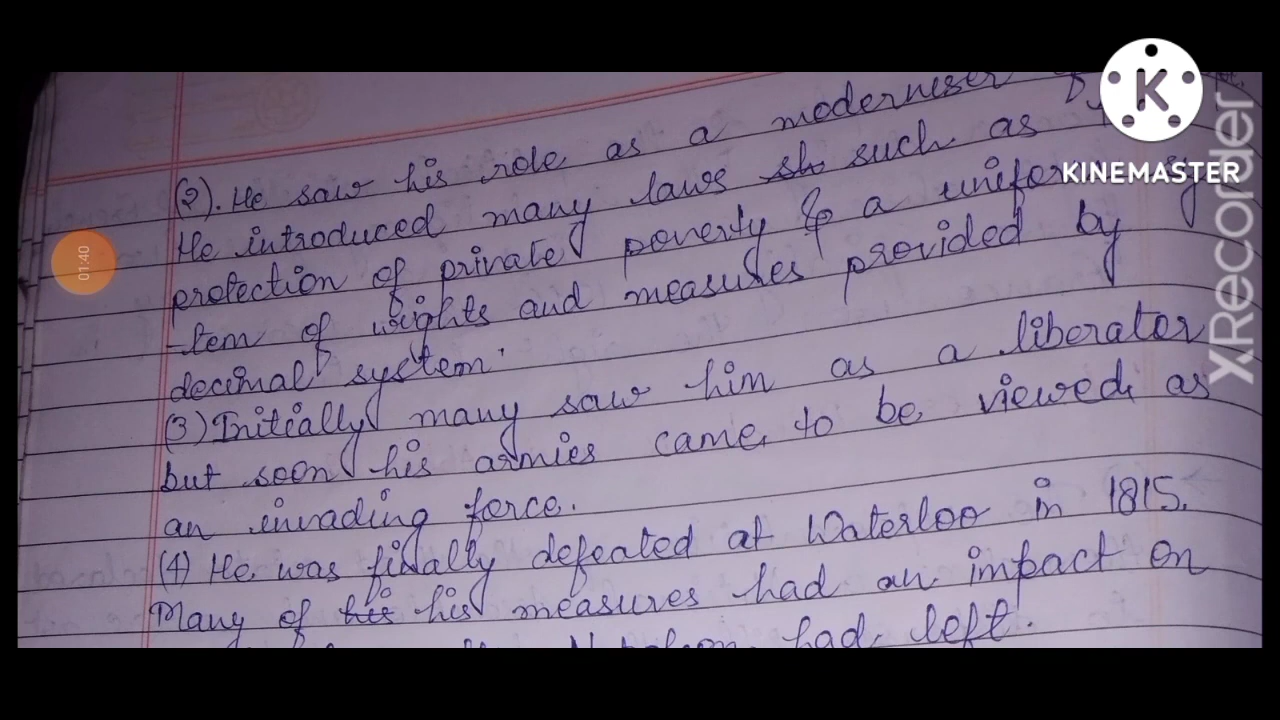 (2). He saw his role as a moderniser
He introduced many laws such as
protection of private poverty & a uniform sy
-tem of weights and measures provided by
decimal system.
(3) Initially many saw him as a liberator
but soon his armies came to be viewed as
an invading force.
(4) He was finally defeated at Waterloo in 1815.
Many of his his measures had an impact on
had left.
01:40
K
KINEMASTER
XRecorder